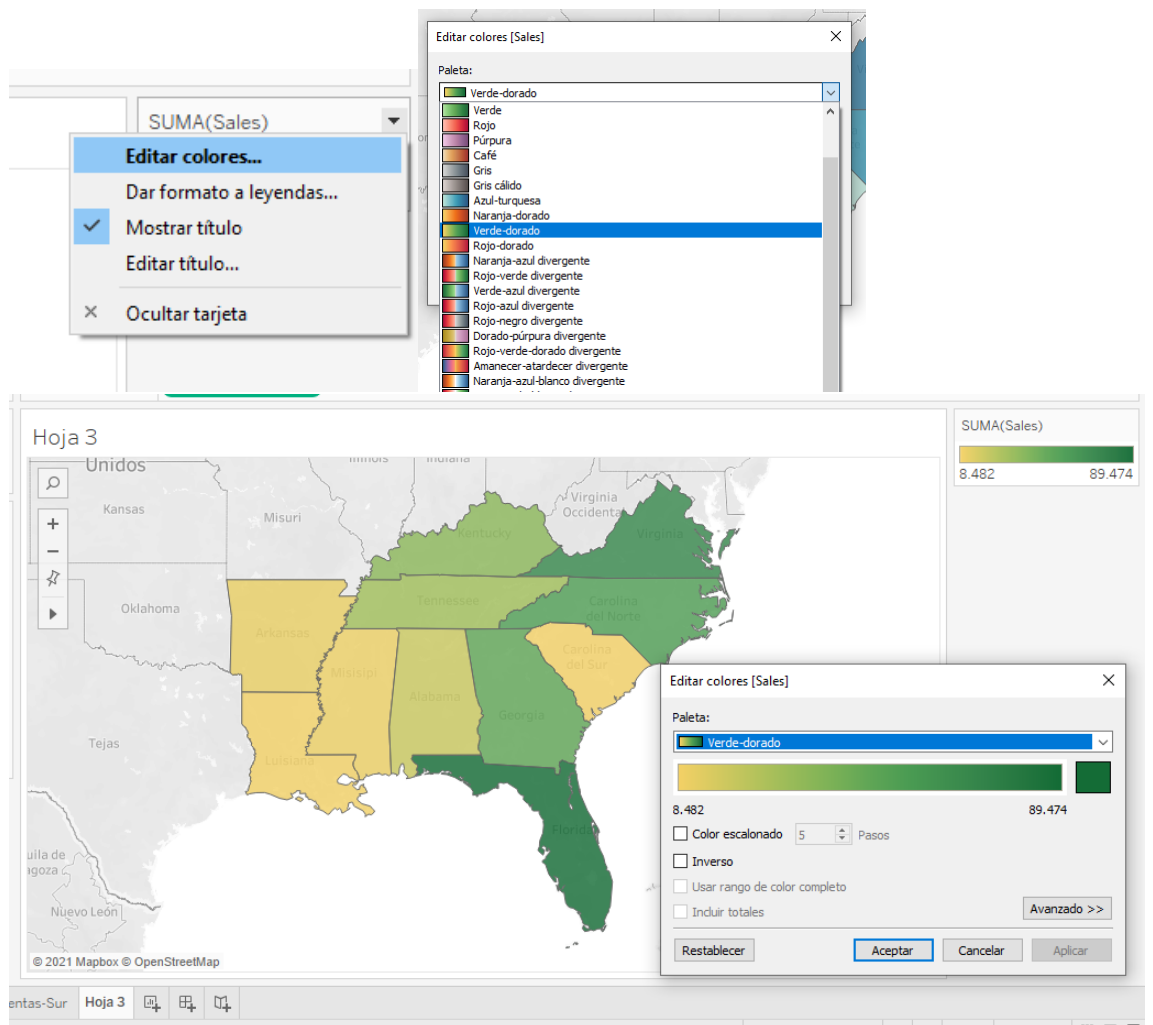 SUMA(Sales)
Editar colores...
Dar formato a leyendas...
Mostrar título
Editar título...
Ocultar tarjeta
Editar colores [Sales]
Paleta:
Verde-dorado
Verde
Rojo
Púrpura
Café
Gris
Gris cálido
Azul-turquesa
Naranja-dorado
Verde-dorado
Rojo-dorado
Naranja-azul divergente
Rojo-verde divergente
Verde-azul divergente
Rojo-azul divergente
Rojo-negro divergente
Dorado-púrpura divergente
Rojo-verde-dorado divergente
Amanecer-atardecer divergente
Naranja-azul-blanco divergente
Hoja 3
Unidos
Illinois
Indiana
Kansas
Misuri
Virginia
Occidental
Kentucky
Virginia
Oklahoma
Tennessee
Carolina
del Norte
Arkansas
Carolina
del Sur
Misisipi
Alabama
Georgia
Tejas
Luisiana
Florida
uila de
agoza
Nuevo León
© 2021 Mapbox © OpenStreetMap
SUMA(Sales)
8.482 89.474
Editar colores [Sales]
Paleta:
Verde-dorado
8.482 89.474
Color escalonado 5 Pasos
Inverso
Usar rango de color completo
Incluir totales
Avanzado >>
Restablecer Aceptar Cancelar Aplicar
entas-Sur Hoja 3